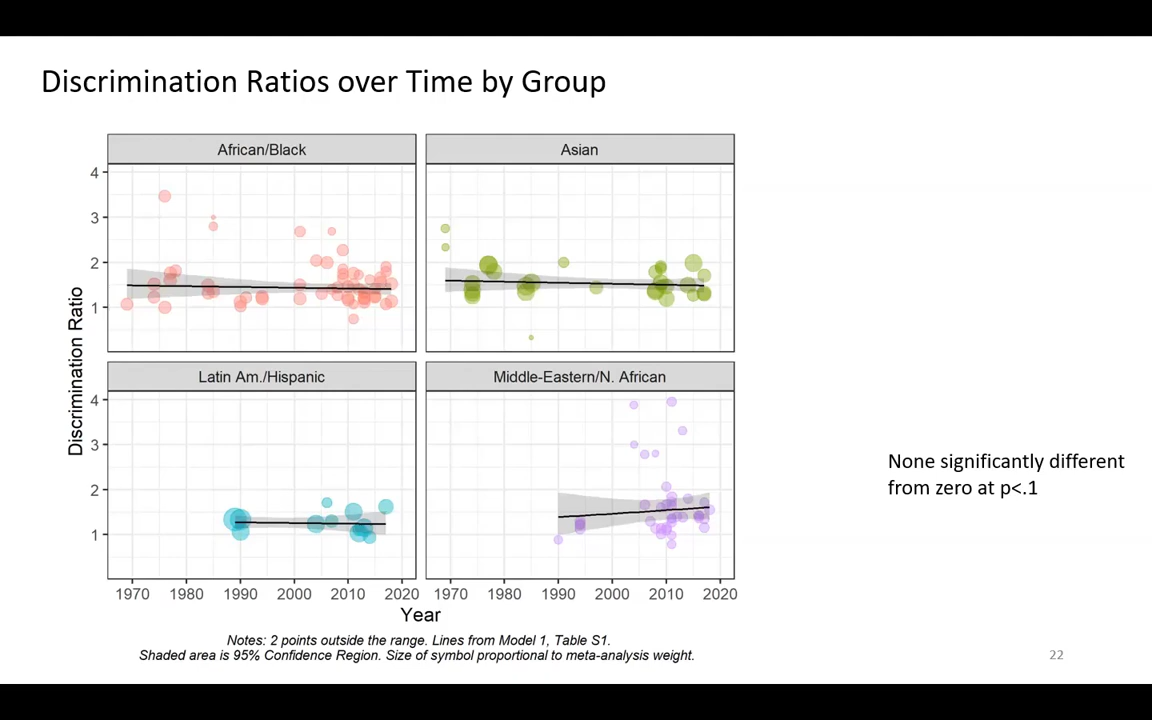 Discrimination Ratios over Time by Group
African/Black
Asian
4
3
2
1
Latin Am./Hispanic
Middle-Eastern/N. African
4
3
2
1
Discrimination Ratio
None significantly different
from zero at p<.1
1970 1980 1990 2000 2010 2020 1970 1980 1990 2000 2010 2020
Year
Notes: 2 points outside the range. Lines from Model 1, Table S1.
Shaded area is 95% Confidence Region. Size of symbol proportional to meta-analysis weight.
22